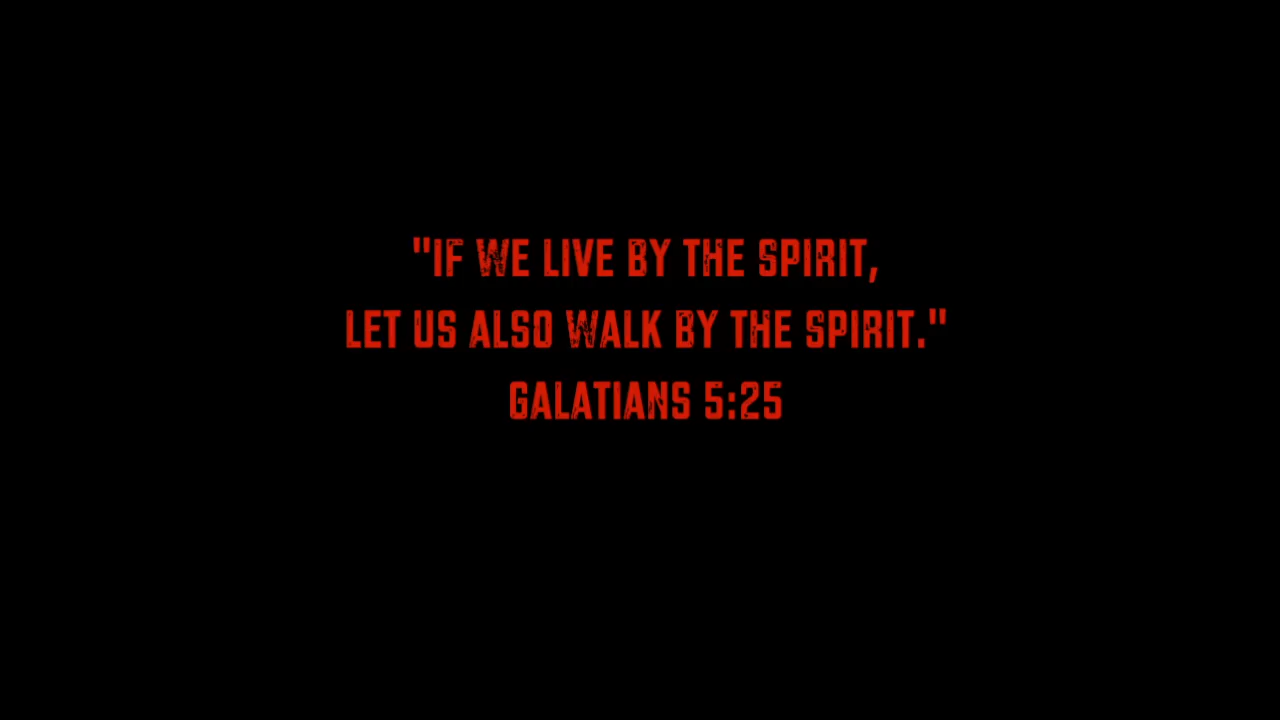 "IF WE LIVE BY THE SPIRIT,
LET US ALSO WALK BY THE SPIRIT."
GALATIANS 5:25